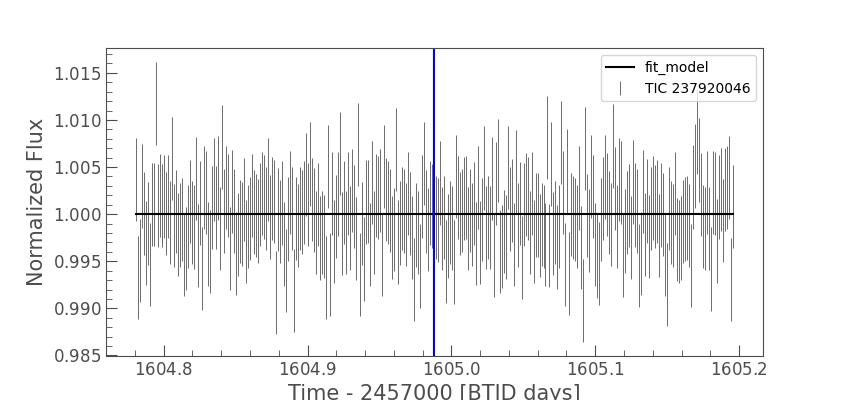 fit_model
TIC 237920046
1.015
1.010
1.005
1.000
0.995
0.990
0.985
Normalized Flux
1604.8 1604.9 1605.0 1605.1 1605.2
Time - 2457000 [BTJD days]